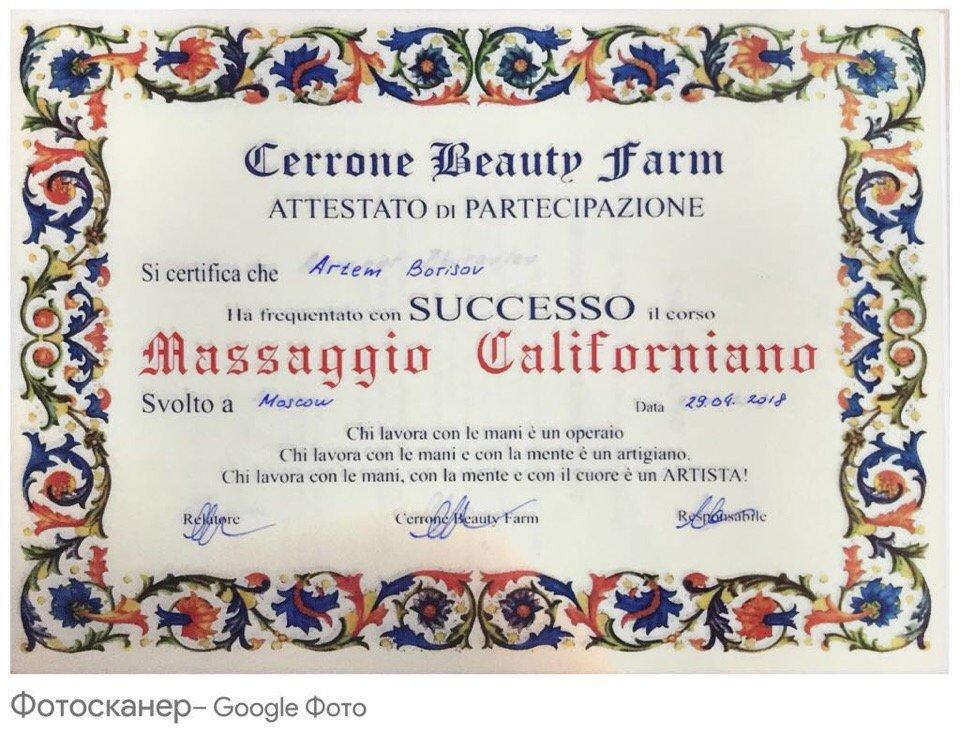 Cerrone Beauty Farm
ATTESTATO DI PARTECIPAZIONE
Si certifica che Artem Borisov
Ha frequentato con SUCCESSO il corso
Massaggio Californiano
Svolto a Moscow Data 29.04.2018
Chi lavora con le mani è un operaio
Chi lavora con le mani e con la mente è un artigiano.
Chi lavora con le mani, con la mente e con il cuore è un ARTISTA!
Relatore Cerrone Beauty Farm Responsabile
Фотосканер– Google Фото